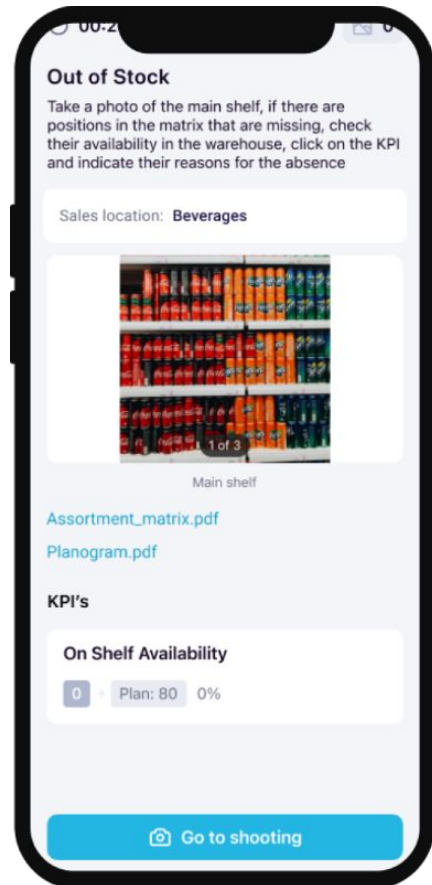 Out of Stock
Take a photo of the main shelf, if there are
positions in the matrix that are missing, check
their availability in the warehouse, click on the KPI
and indicate their reasons for the absence
Sales location: Beverages
1 of 3
Main shelf
Assortment_matrix.pdf
Planogram.pdf
KPI's
On Shelf Availability
0 ÷ Plan: 80 0%
Go to shooting